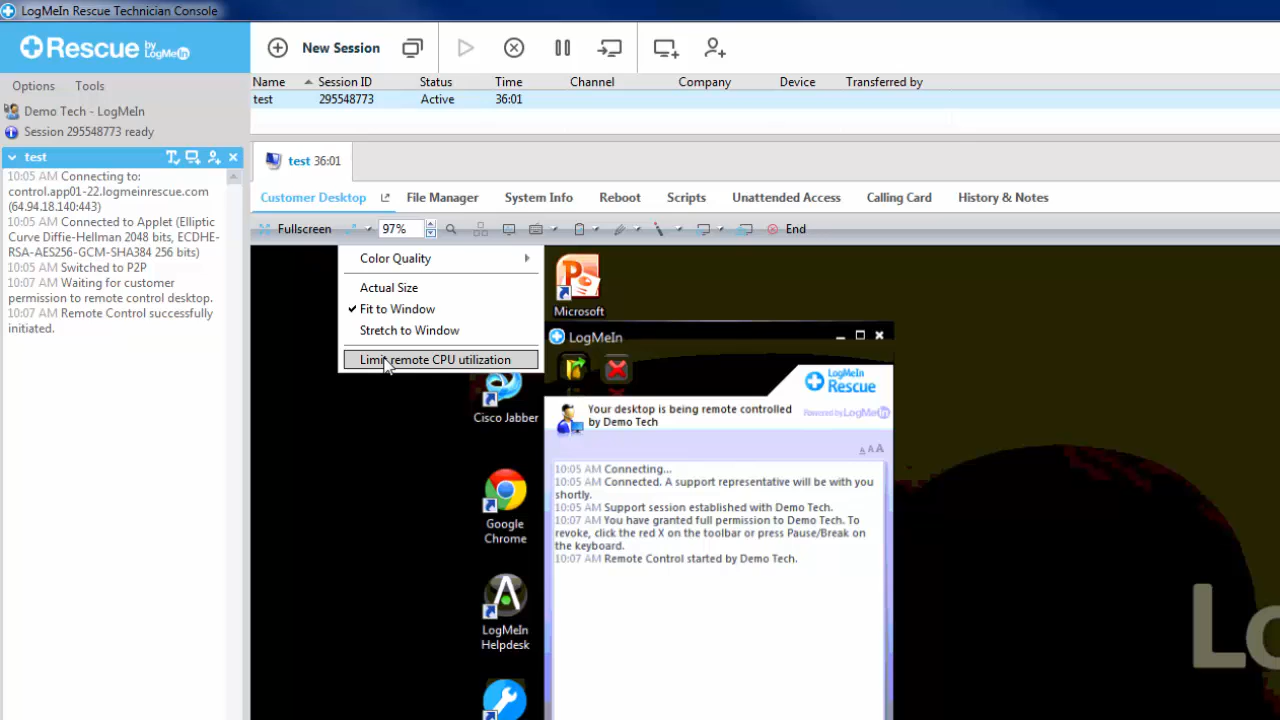 LogMeIn Rescue Technician Console
Rescue by LogMeIn
New Session
Options Tools
Demo Tech - LogMeIn
Session 295548773 ready
Name Session ID Status Time Channel Company Device Transferred by
test 295548773 Active 36:01
test
10:05 AM Connecting to:
control.app01-22.logmeinrescue.com
(64.94.18.140:443)
10:05 AM Connected to Applet (Elliptic
Curve Diffie-Hellman 2048 bits, ECDHE-
RSA-AES256-GCM-SHA384 256 bits)
10:05 AM Switched to P2P
10:07 AM Waiting for customer
permission to remote control desktop.
10:07 AM Remote Control successfully
initiated.
test 36:01
Customer Desktop File Manager System Info Reboot Scripts Unattended Access Calling Card History & Notes
Fullscreen 97% End
Color Quality
Actual Size
Fit to Window
Stretch to Window
Limit remote CPU utilization
Microsoft
Cisco Jabber
Google
Chrome
LogMeIn
Helpdesk
LogMeIn
LogMeIn
Rescue
Your desktop is being remote controlled
by Demo Tech
Powered by LogMeIn
A A A
10:05 AM Connecting...
10:05 AM Connected. A support representative will be with you
shortly.
10:05 AM Support session established with Demo Tech.
10:07 AM You have granted full permission to Demo Tech. To
revoke, click the red X on the toolbar or press Pause/Break on
the keyboard.
10:07 AM Remote Control started by Demo Tech.
Lo